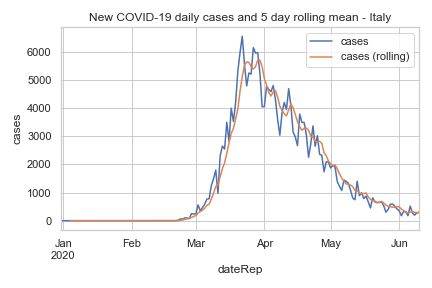 New COVID-19 daily cases and 5 day rolling mean - Italy
cases
cases (rolling)
6000
5000
4000
3000
2000
1000
0
cases
Jan Feb Mar Apr May Jun
2020
dateRep